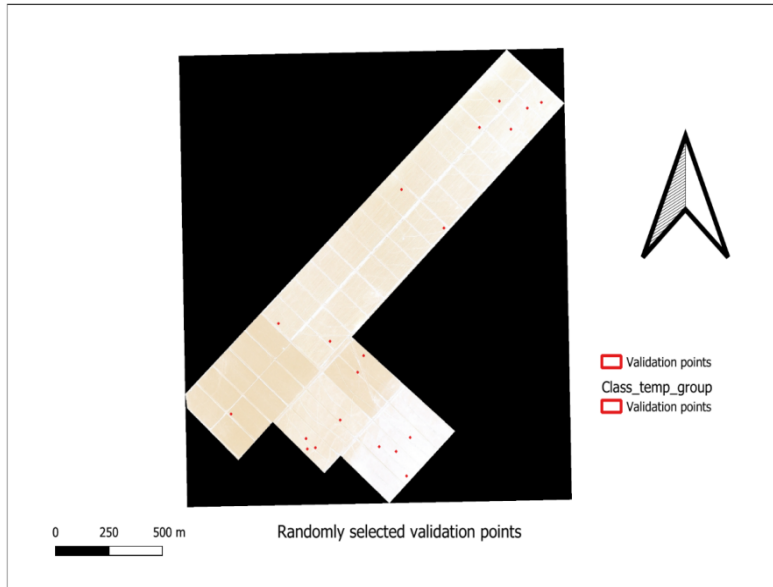 Validation points
Class_temp_group
Validation points
0 250 500 m
Randomly selected validation points